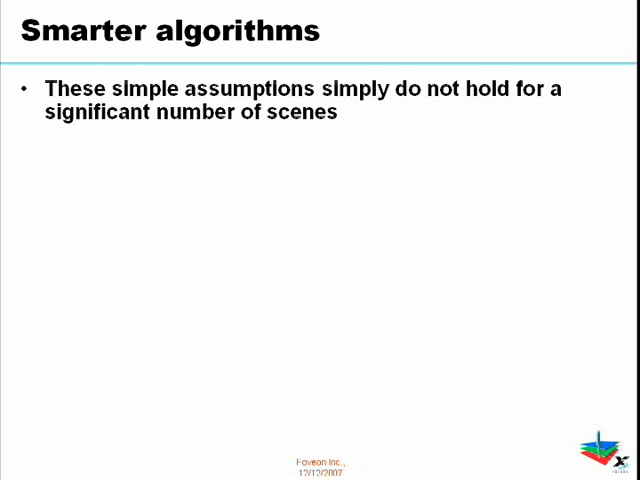 Smarter algorithms
• These simple assumptions simply do not hold for a
significant number of scenes
Foveon Inc.,
12/12/2007